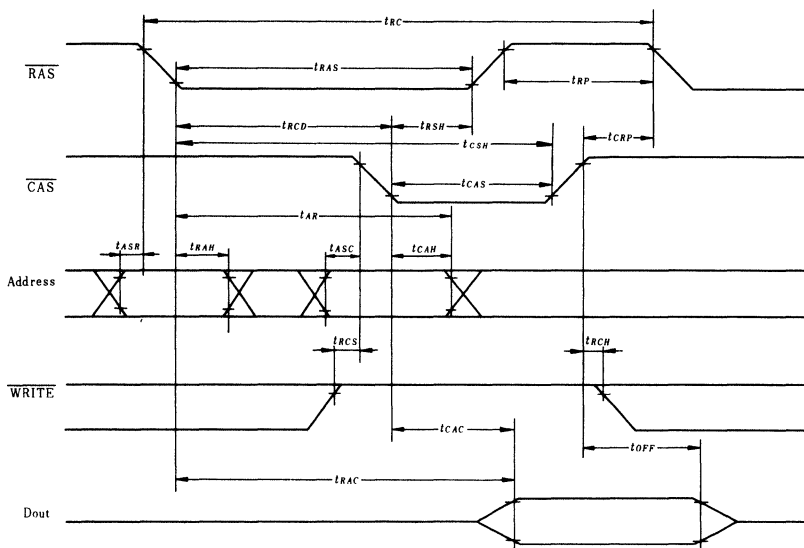 tRC
RAS
tRAS
tRP
tRCD
tRSH
tCRP
tCSH
CAS
tCAS
tAR
tASR
tRAH
tASC
tCAH
Address
tRCS
tRCH
WRITE
tCAC
tOFF
tRAC
Dout